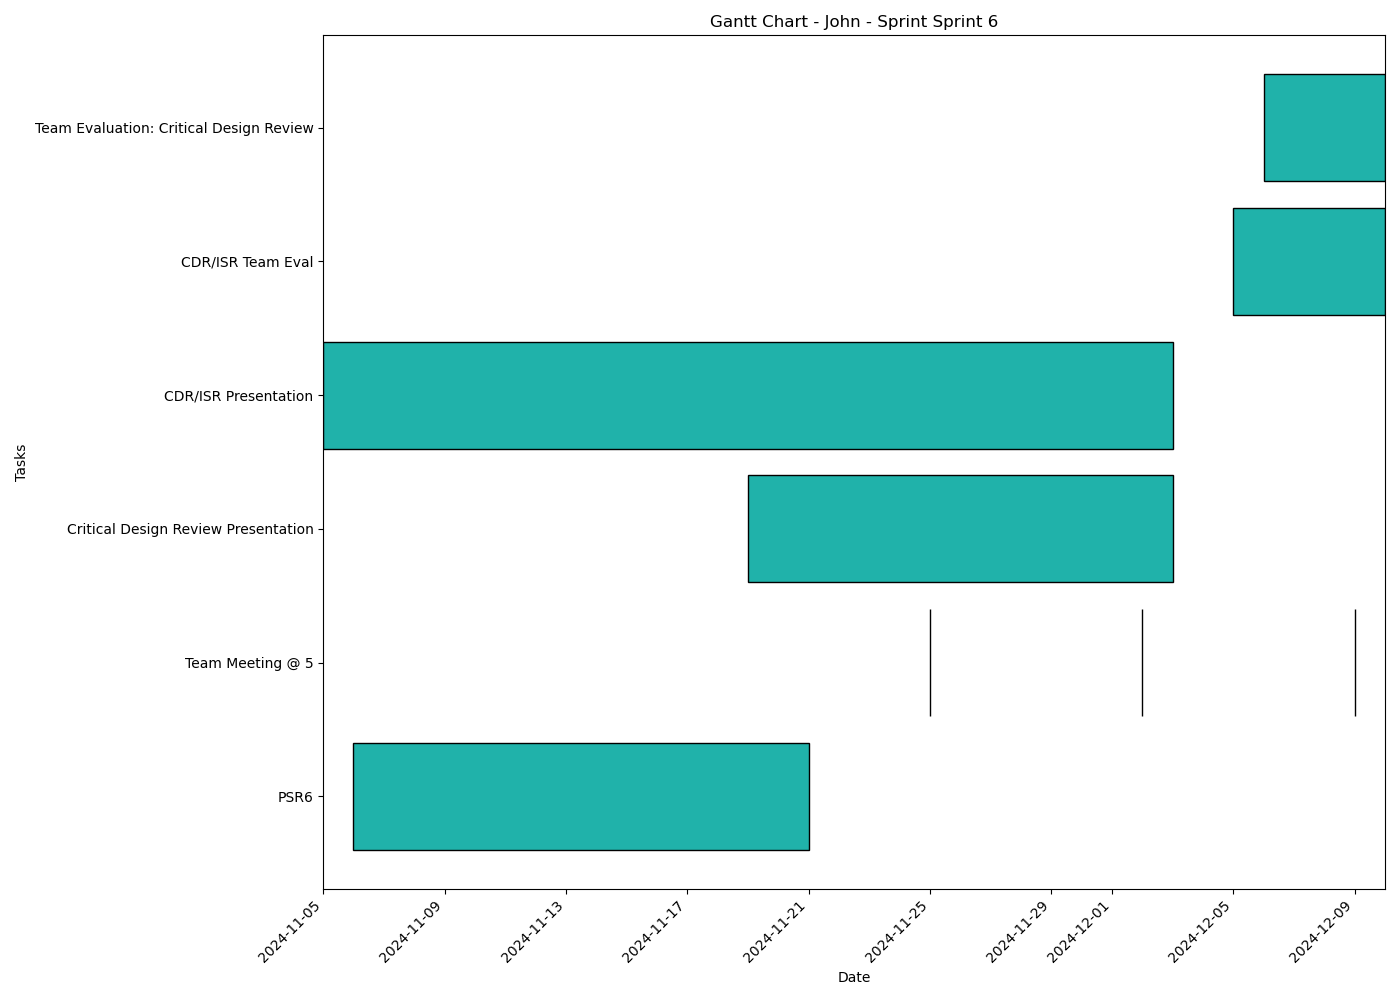 Gantt Chart - John - Sprint Sprint 6
Team Evaluation: Critical Design Review
CDR/ISR Team Eval
CDR/ISR Presentation
Critical Design Review Presentation
Team Meeting @ 5
PSR6
Tasks
2024-11-05
2024-11-09
2024-11-13
2024-11-17
2024-11-21
2024-11-25
2024-11-29
2024-12-01
2024-12-05
2024-12-09
Date